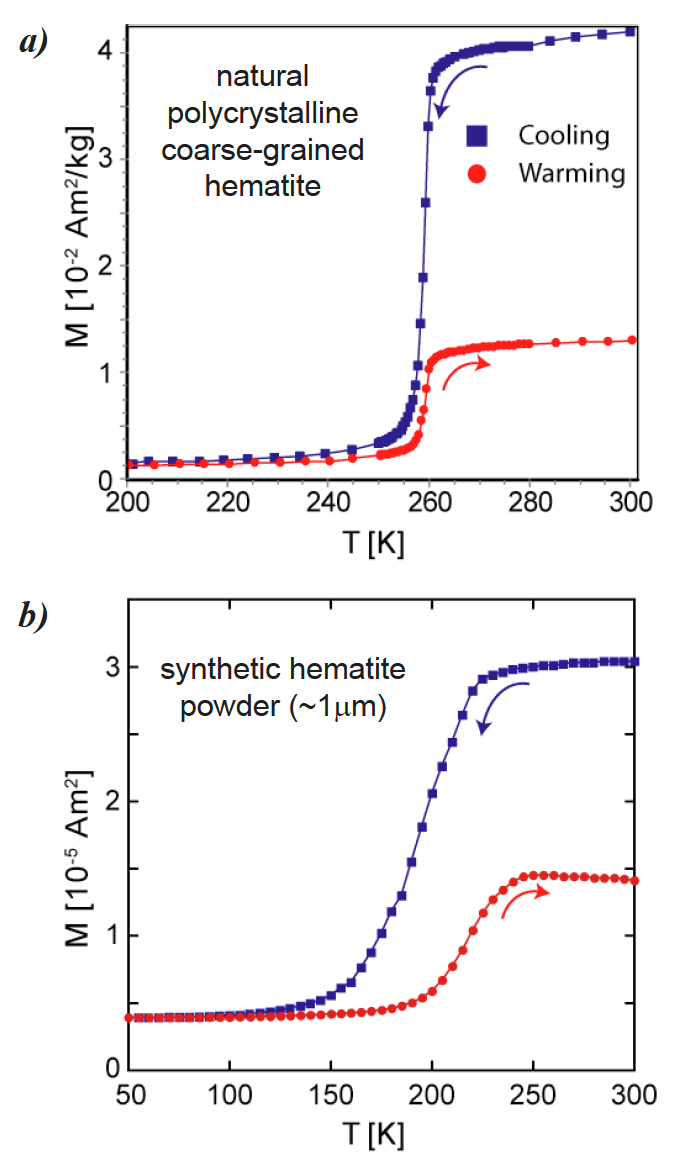 a)
natural
polycrystalline
coarse-grained
hematite
Cooling
Warming
M [10⁻² Am²/kg]
4
3
2
1
0
200
220
240
260
280
300
T [K]
b)
synthetic hematite
powder (~1μm)
M [10⁻⁵ Am²]
3
2
1
0
50
100
150
200
250
300
T [K]